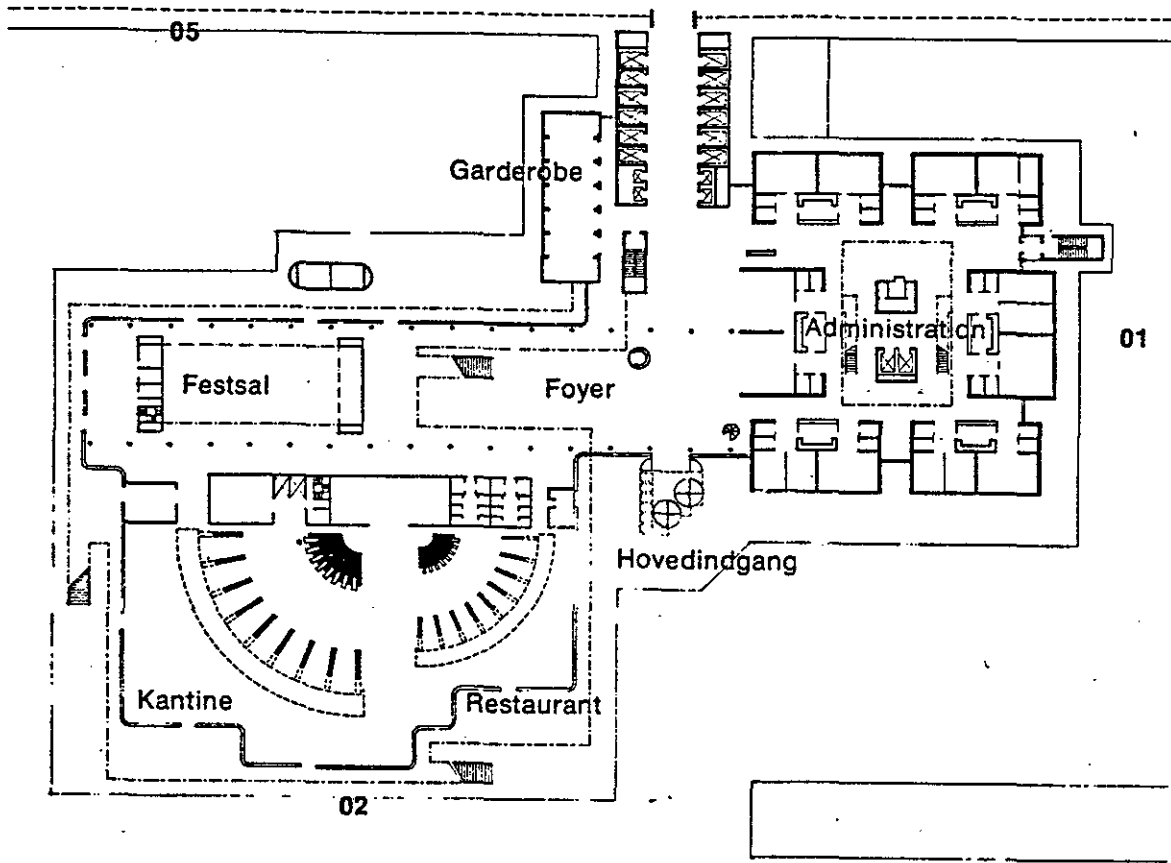 05
Garderobe
Administration
01
Festsal
Foyer
Hovedindgang
Kantine
Restaurant
02